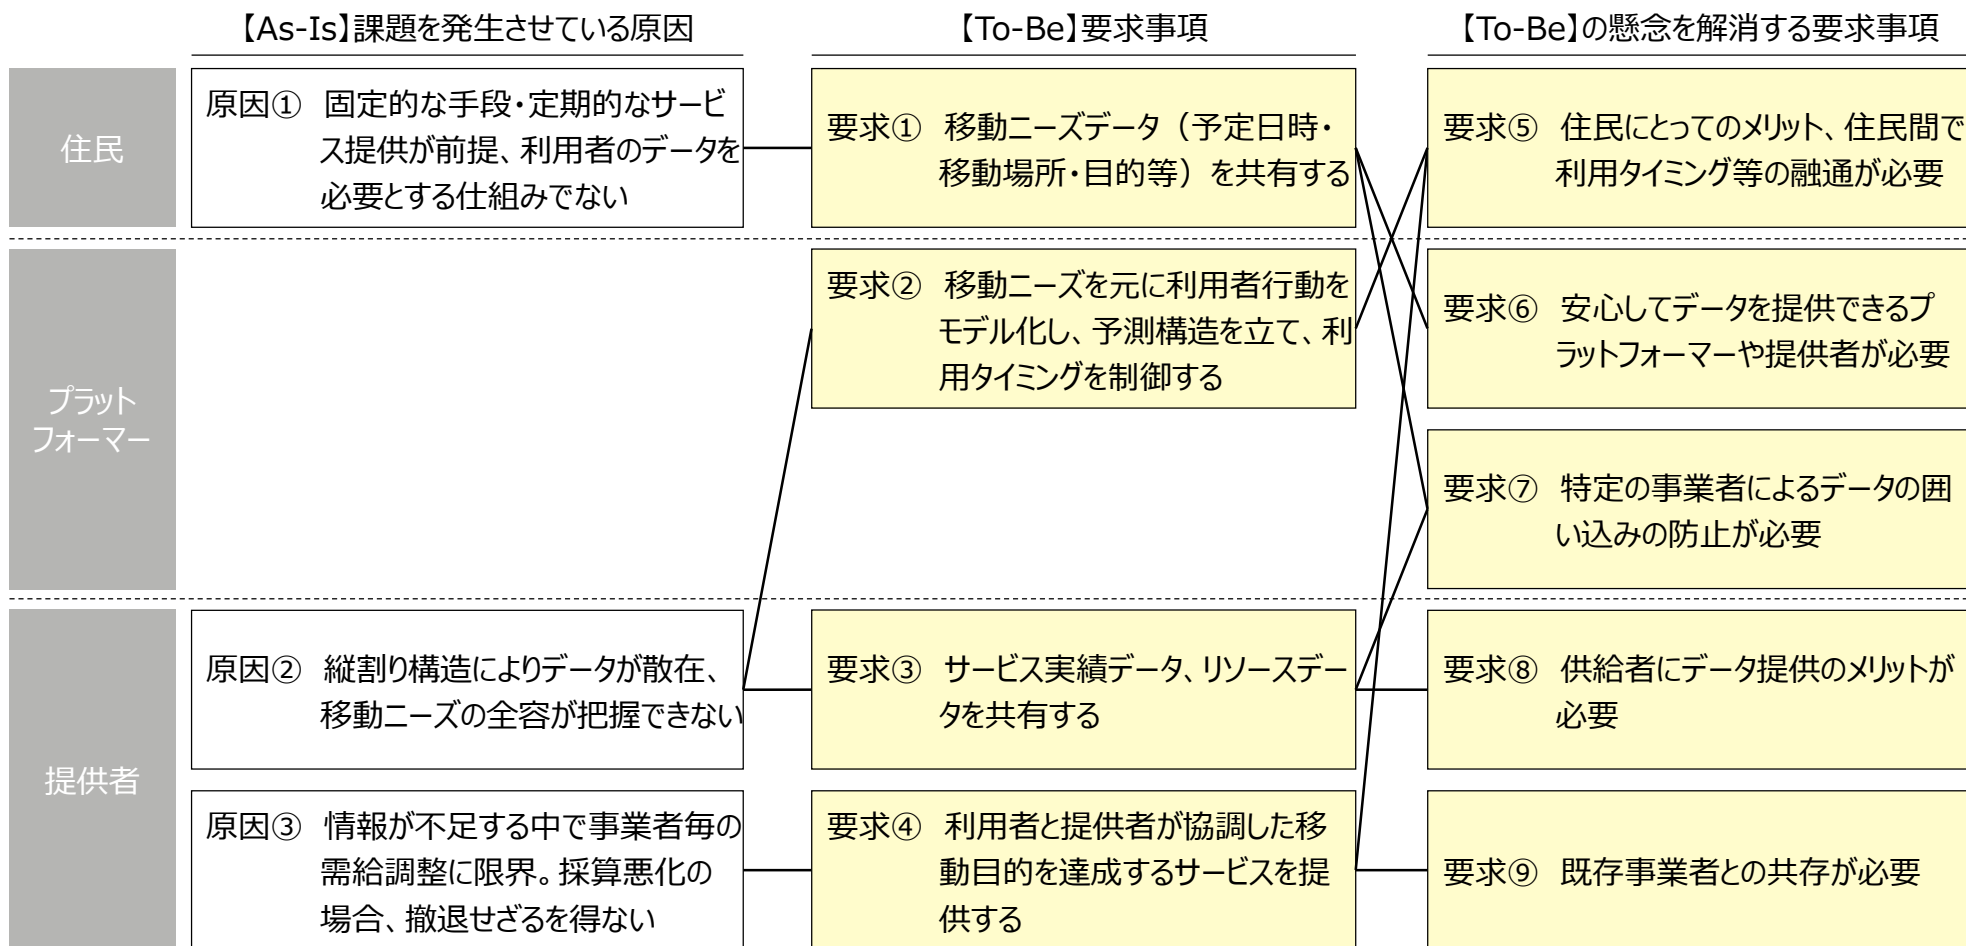 【As-Is】課題を発生させている原因
【To-Be】要求事項
【To-Be】の懸念を解消する要求事項
住民
原因① 固定的な手段・定期的なサービ
ス提供が前提、利用者のデータを
必要とする仕組みでない
要求① 移動ニーズデータ（予定日時・
移動場所・目的等）を共有する
要求⑤ 住民にとってのメリット、住民間で
利用タイミング等の融通が必要
プラット
フォーマー
要求② 移動ニーズを元に利用者行動を
モデル化し、予測構造を立て、利
用タイミングを制御する
要求⑥ 安心してデータを提供できるプ
ラットフォーマーや提供者が必要
要求⑦ 特定の事業者によるデータの囲
い込みの防止が必要
提供者
原因② 縦割り構造によりデータが散在、
移動ニーズの全容が把握できない
要求③ サービス実績データ、リソースデー
タを共有する
要求⑧ 供給者にデータ提供のメリットが
必要
原因③ 情報が不足する中で事業者毎の
需給調整に限界。採算悪化の
場合、撤退せざるを得ない
要求④ 利用者と提供者が協調した移
動目的を達成するサービスを提
供する
要求⑨ 既存事業者との共存が必要